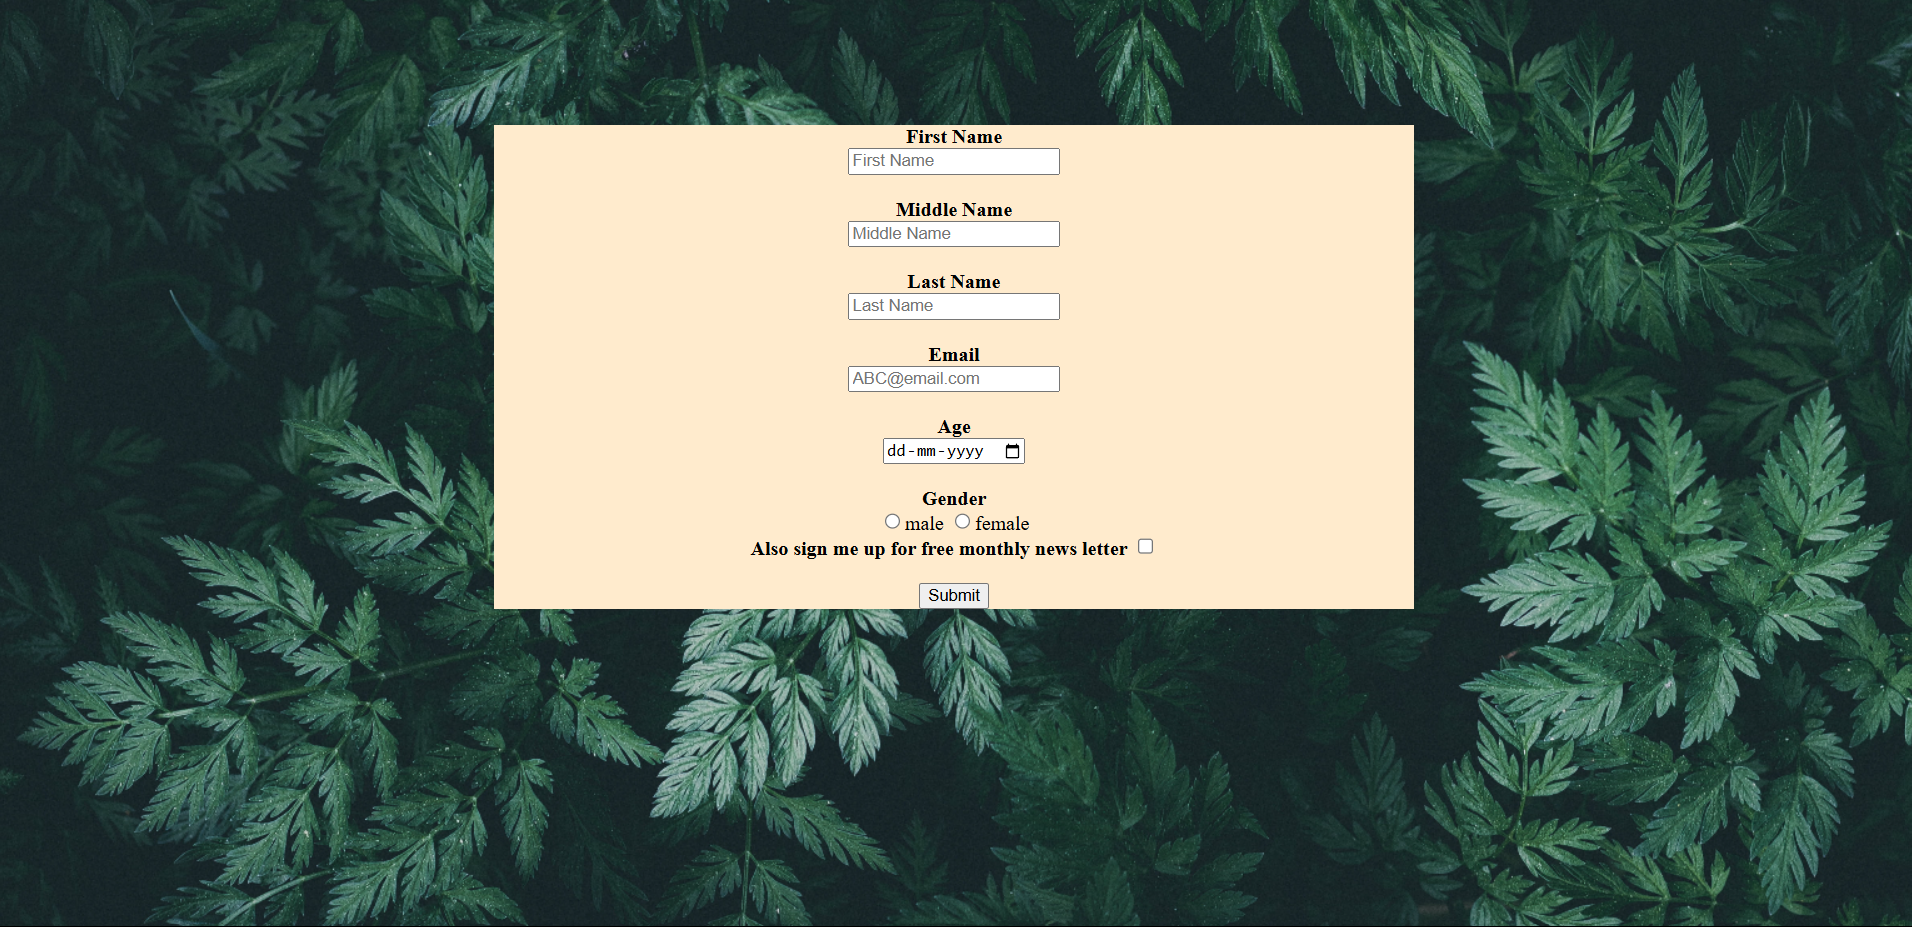 First Name
First Name
Middle Name
Middle Name
Last Name
Last Name
Email
ABC@email.com
Age
dd-mm-yyyy
Gender
male female
Also sign me up for free monthly news letter
Submit